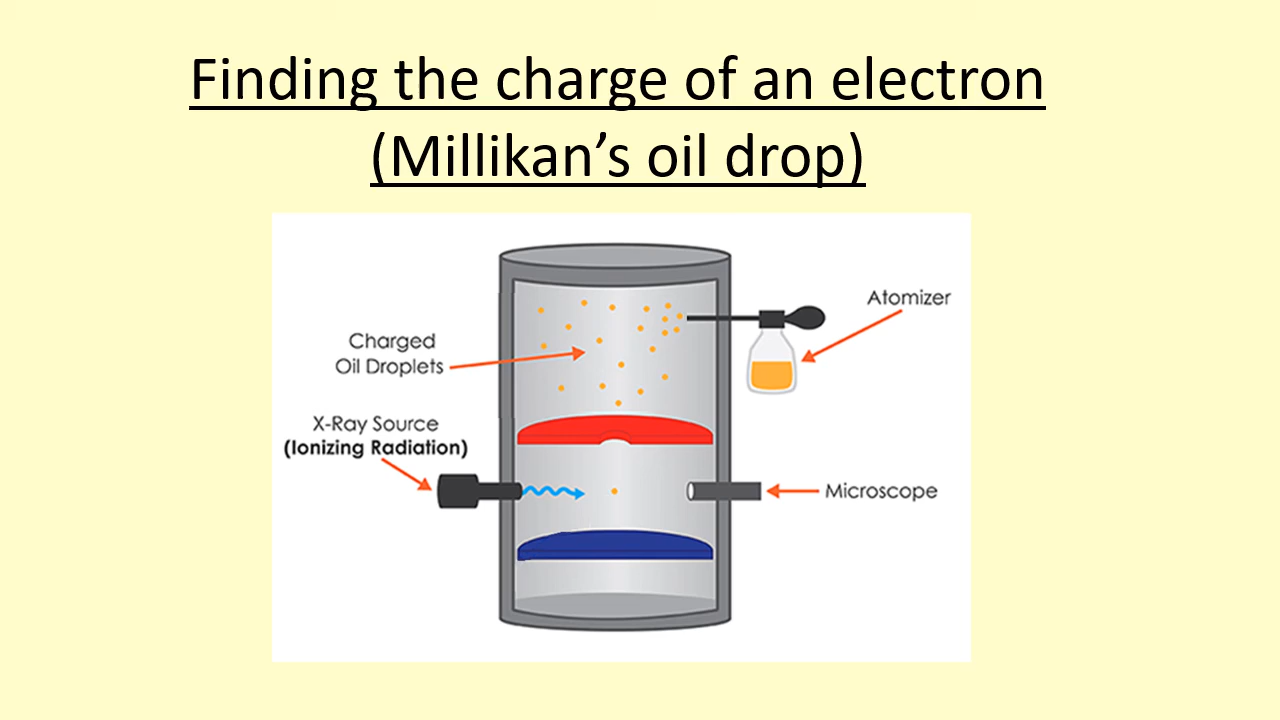 Finding the charge of an electron
(Millikan’s oil drop)
Atomizer
Charged
Oil Droplets
X-Ray Source
(Ionizing Radiation)
Microscope